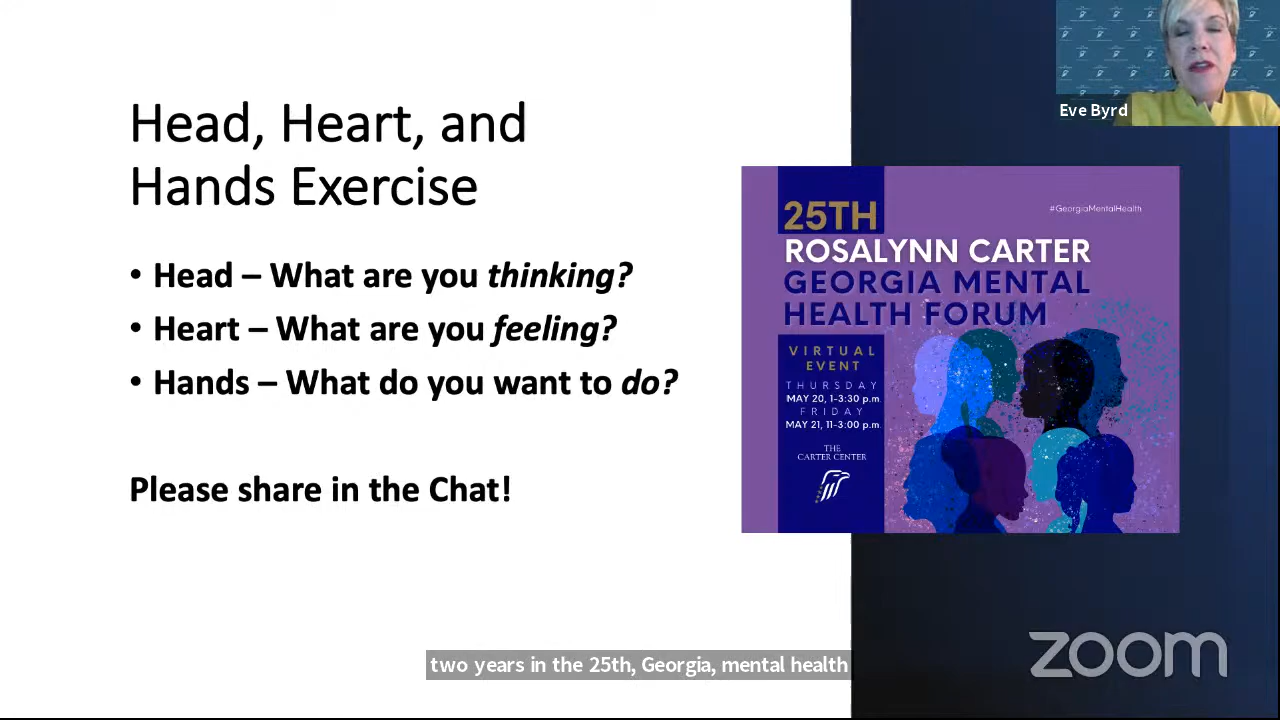 Head, Heart, and
Hands Exercise
• Head – What are you thinking?
• Heart – What are you feeling?
• Hands – What do you want to do?
Please share in the Chat!
Eve Byrd
25TH
#GeorgiaMentalHealth
ROSALYNN CARTER
GEORGIA MENTAL
HEALTH FORUM
VIRTUAL
EVENT
THURSDAY
MAY 20, 1-3:30 p.m.
FRIDAY
MAY 21, 11-3:00 p.m.
THE
CARTER CENTER
two years in the 25th, Georgia, mental health
zoom